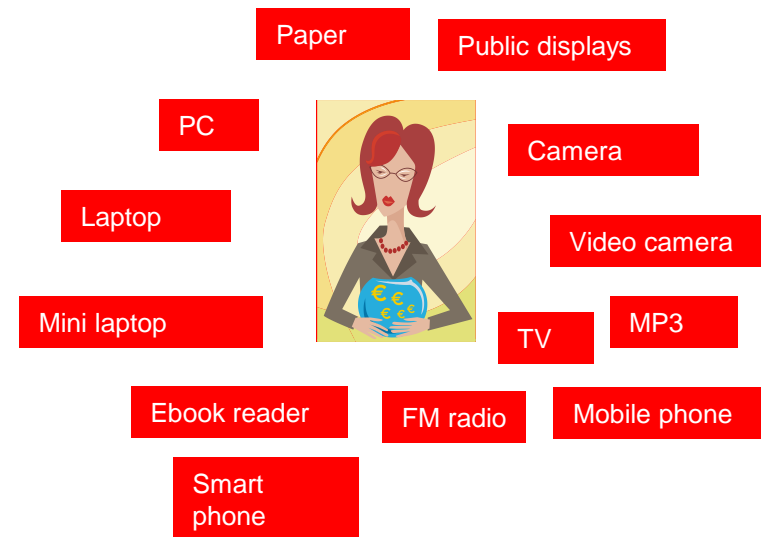 Paper
Public displays
PC
Camera
Laptop
Video camera
€ €
€ € €
Mini laptop
TV
MP3
Ebook reader
FM radio
Mobile phone
Smart
phone